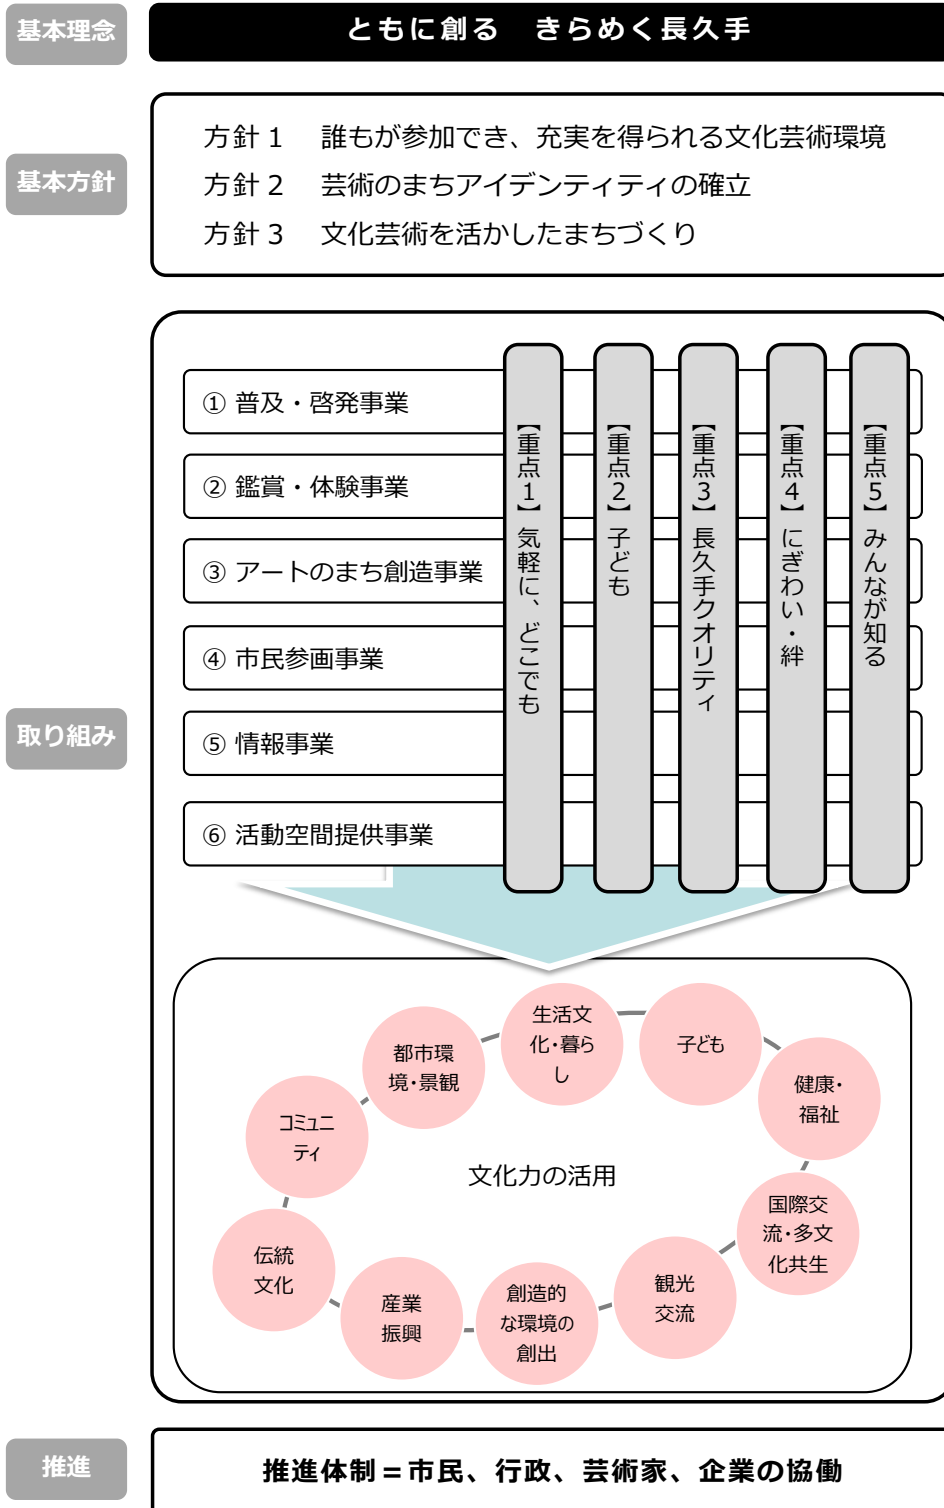 基本理念
ともに創る　きらめく長久手
基本方針
方針１　誰もが参加でき、充実を得られる文化芸術環境
方針２　芸術のまちアイデンティティの確立
方針３　文化芸術を活かしたまちづくり
取り組み
① 普及・啓発事業
② 鑑賞・体験事業
③ アートのまち創造事業
④ 市民参画事業
⑤ 情報事業
⑥ 活動空間提供事業
【重点１】気軽に、どこでも
【重点２】子ども
【重点３】長久手クオリティ
【重点４】にぎわい・絆
【重点５】みんなが知る
生活文
化・暮ら
し
子ども
健康・
福祉
国際交
流・多文
化共生
観光
交流
創造的
な環境の
創出
産業
振興
伝統
文化
コミュニ
ティ
都市環
境・景観
文化力の活用
推進
推進体制＝市民、行政、芸術家、企業の協働